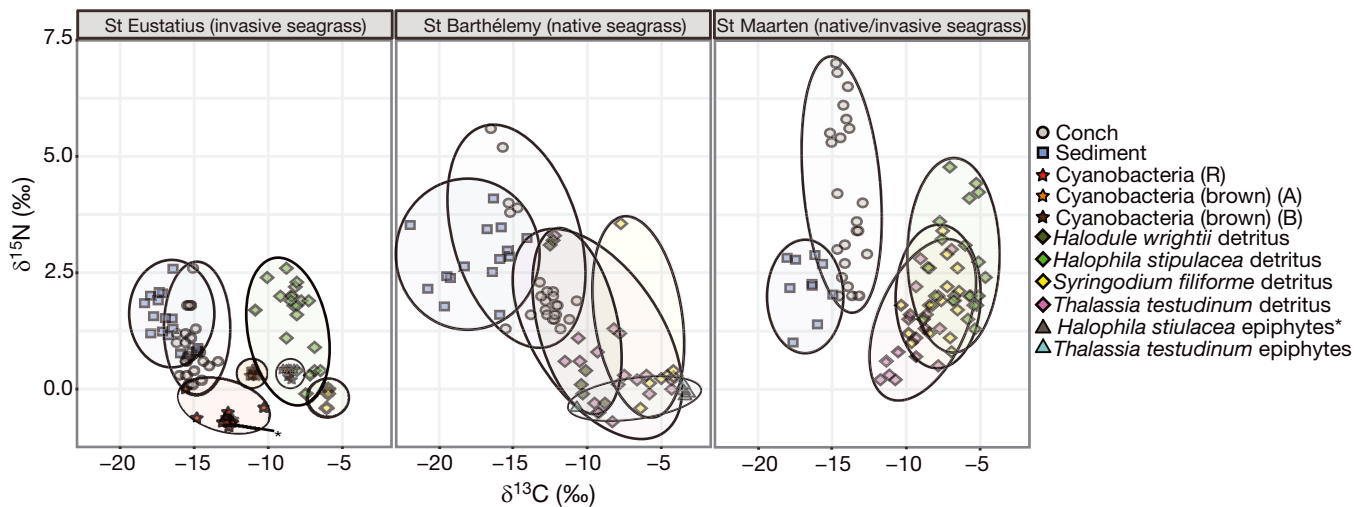 St Eustatius (invasive seagrass)
St Barthélemy (native seagrass)
St Maarten (native/invasive seagrass)
7.5
5.0
2.5
0.0
δ15N (‰)
*
−20 −15 −10 −5
−20 −15 −10 −5
−20 −15 −10 −5
δ13C (‰)
Conch
Sediment
Cyanobacteria (R)
Cyanobacteria (brown) (A)
Cyanobacteria (brown) (B)
Halodule wrightii detritus
Halophila stipulacea detritus
Syringodium filiforme detritus
Thalassia testudinum detritus
Halophila stiulacea epiphytes*
Thalassia testudinum epiphytes